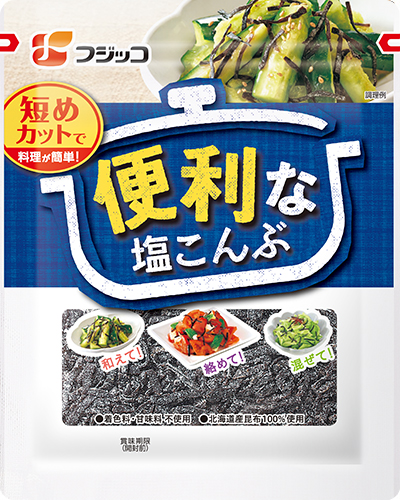 フジッコ
調理例
短め
カットで
料理が簡単!
便利な
塩こんぶ
和えて!
絡めて!
混ぜて!
●着色料・甘味料 不使用 ●北海道産昆布100%使用
賞味期限
(開封前)